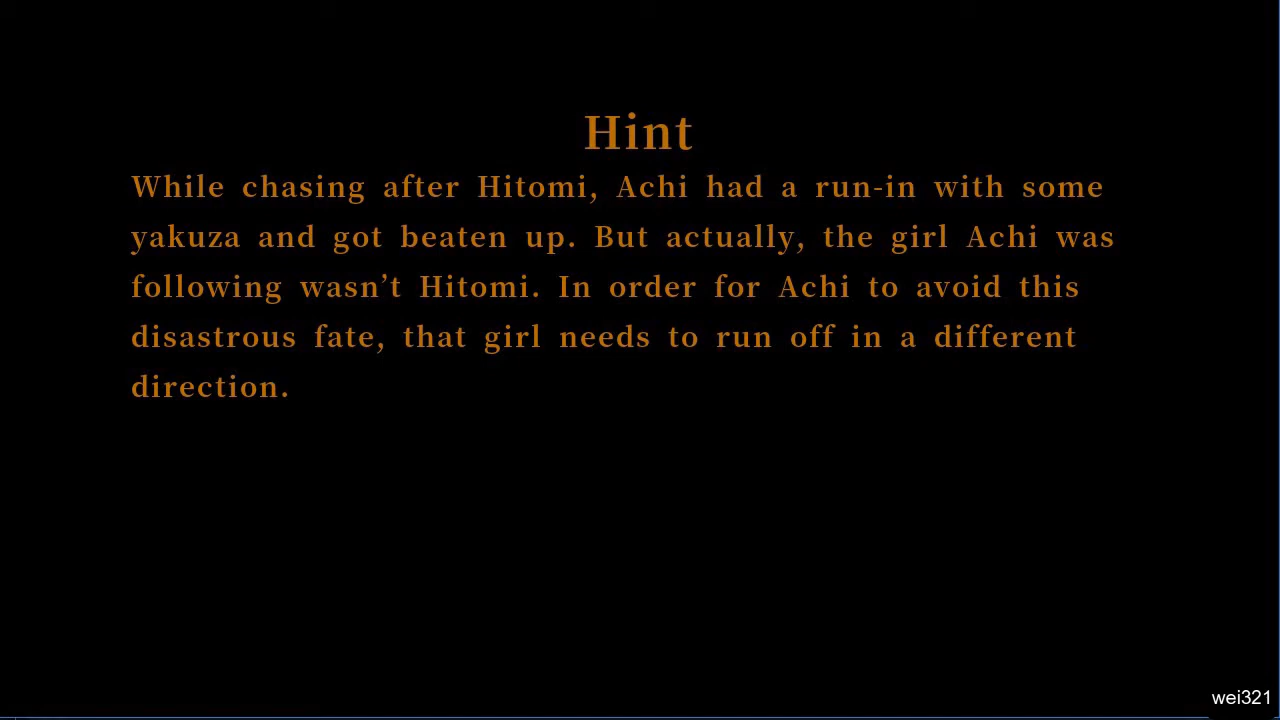 Hint
While chasing after Hitomi, Achi had a run-in with some
yakuza and got beaten up. But actually, the girl Achi was
following wasn’t Hitomi. In order for Achi to avoid this
disastrous fate, that girl needs to run off in a different
direction.
wei321